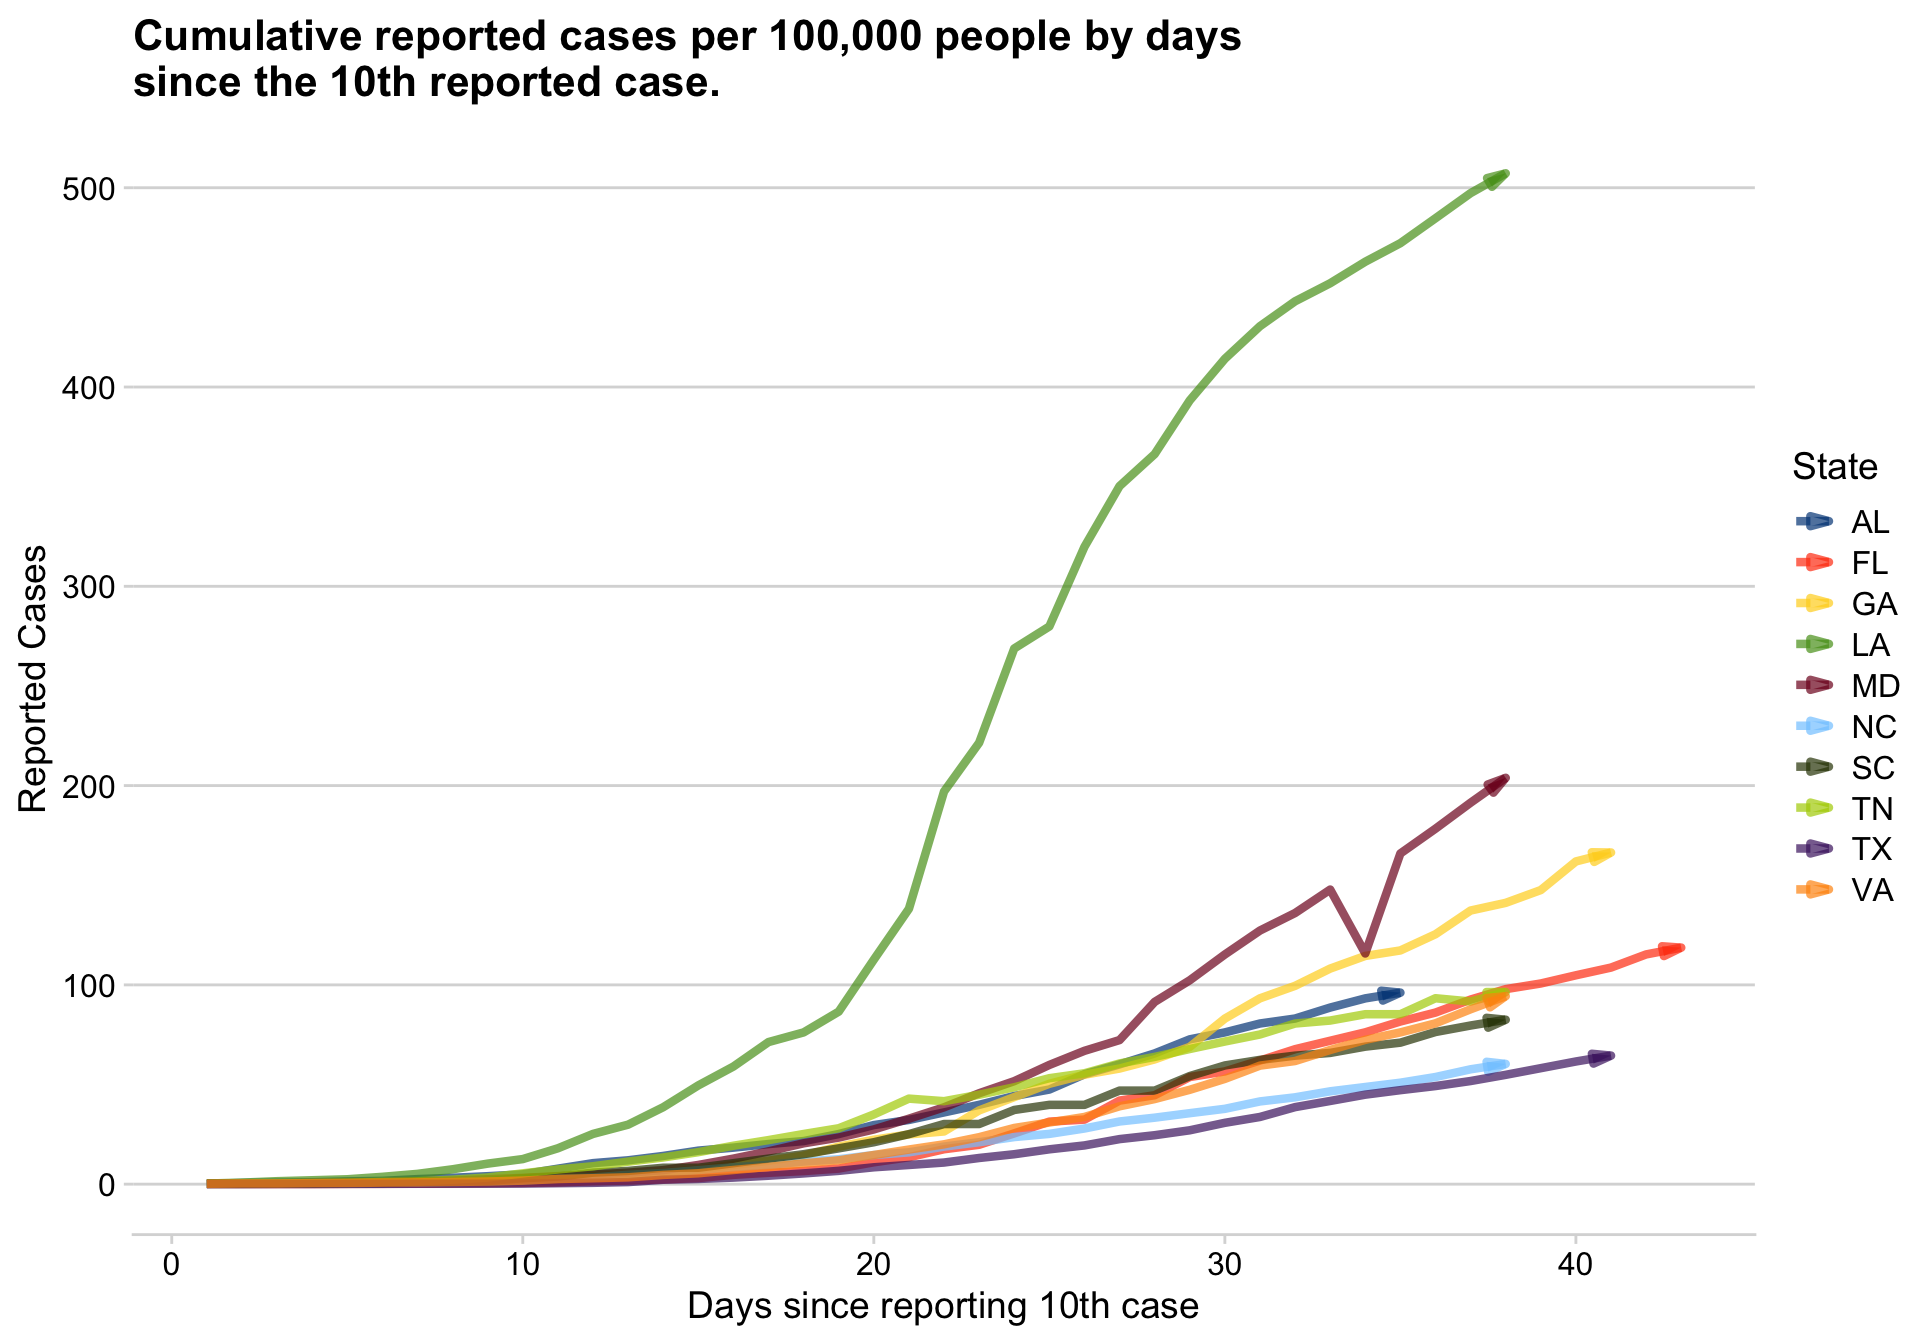 Cumulative reported cases per 100,000 people by days
since the 10th reported case.
500
400
300
200
100
0
Reported Cases
0
10
20
30
40
Days since reporting 10th case
State
AL
FL
GA
LA
MD
NC
SC
TN
TX
VA